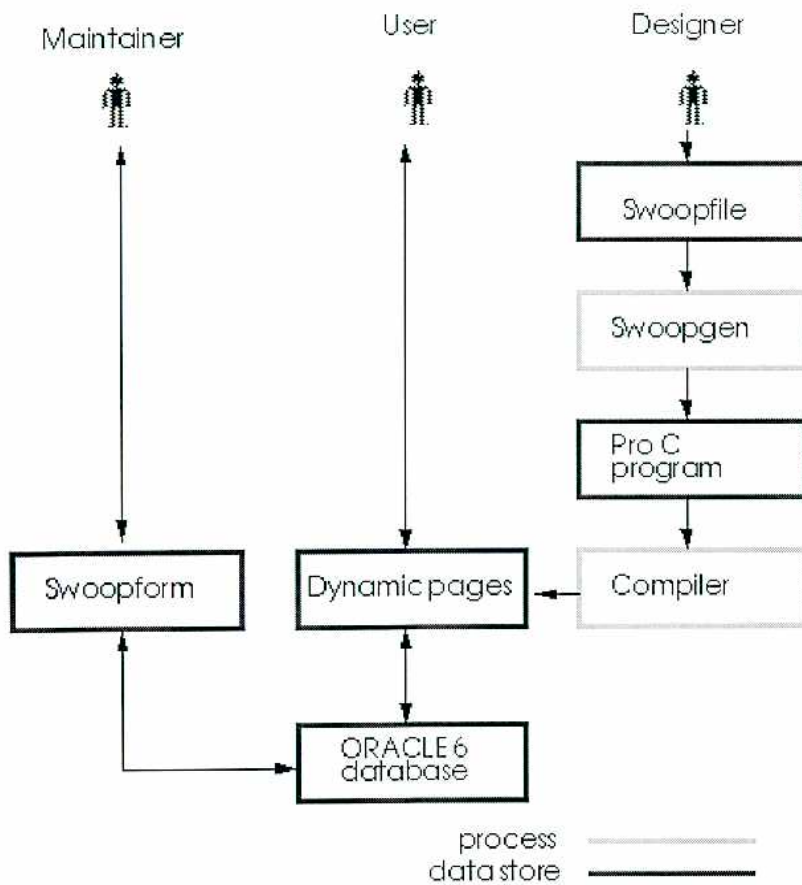 Maintainer
User
Designer
Swoopfile
Swoopgen
Pro C
program
Swoopform
Dynamic pages
Compiler
ORACLE 6
database
process
data store